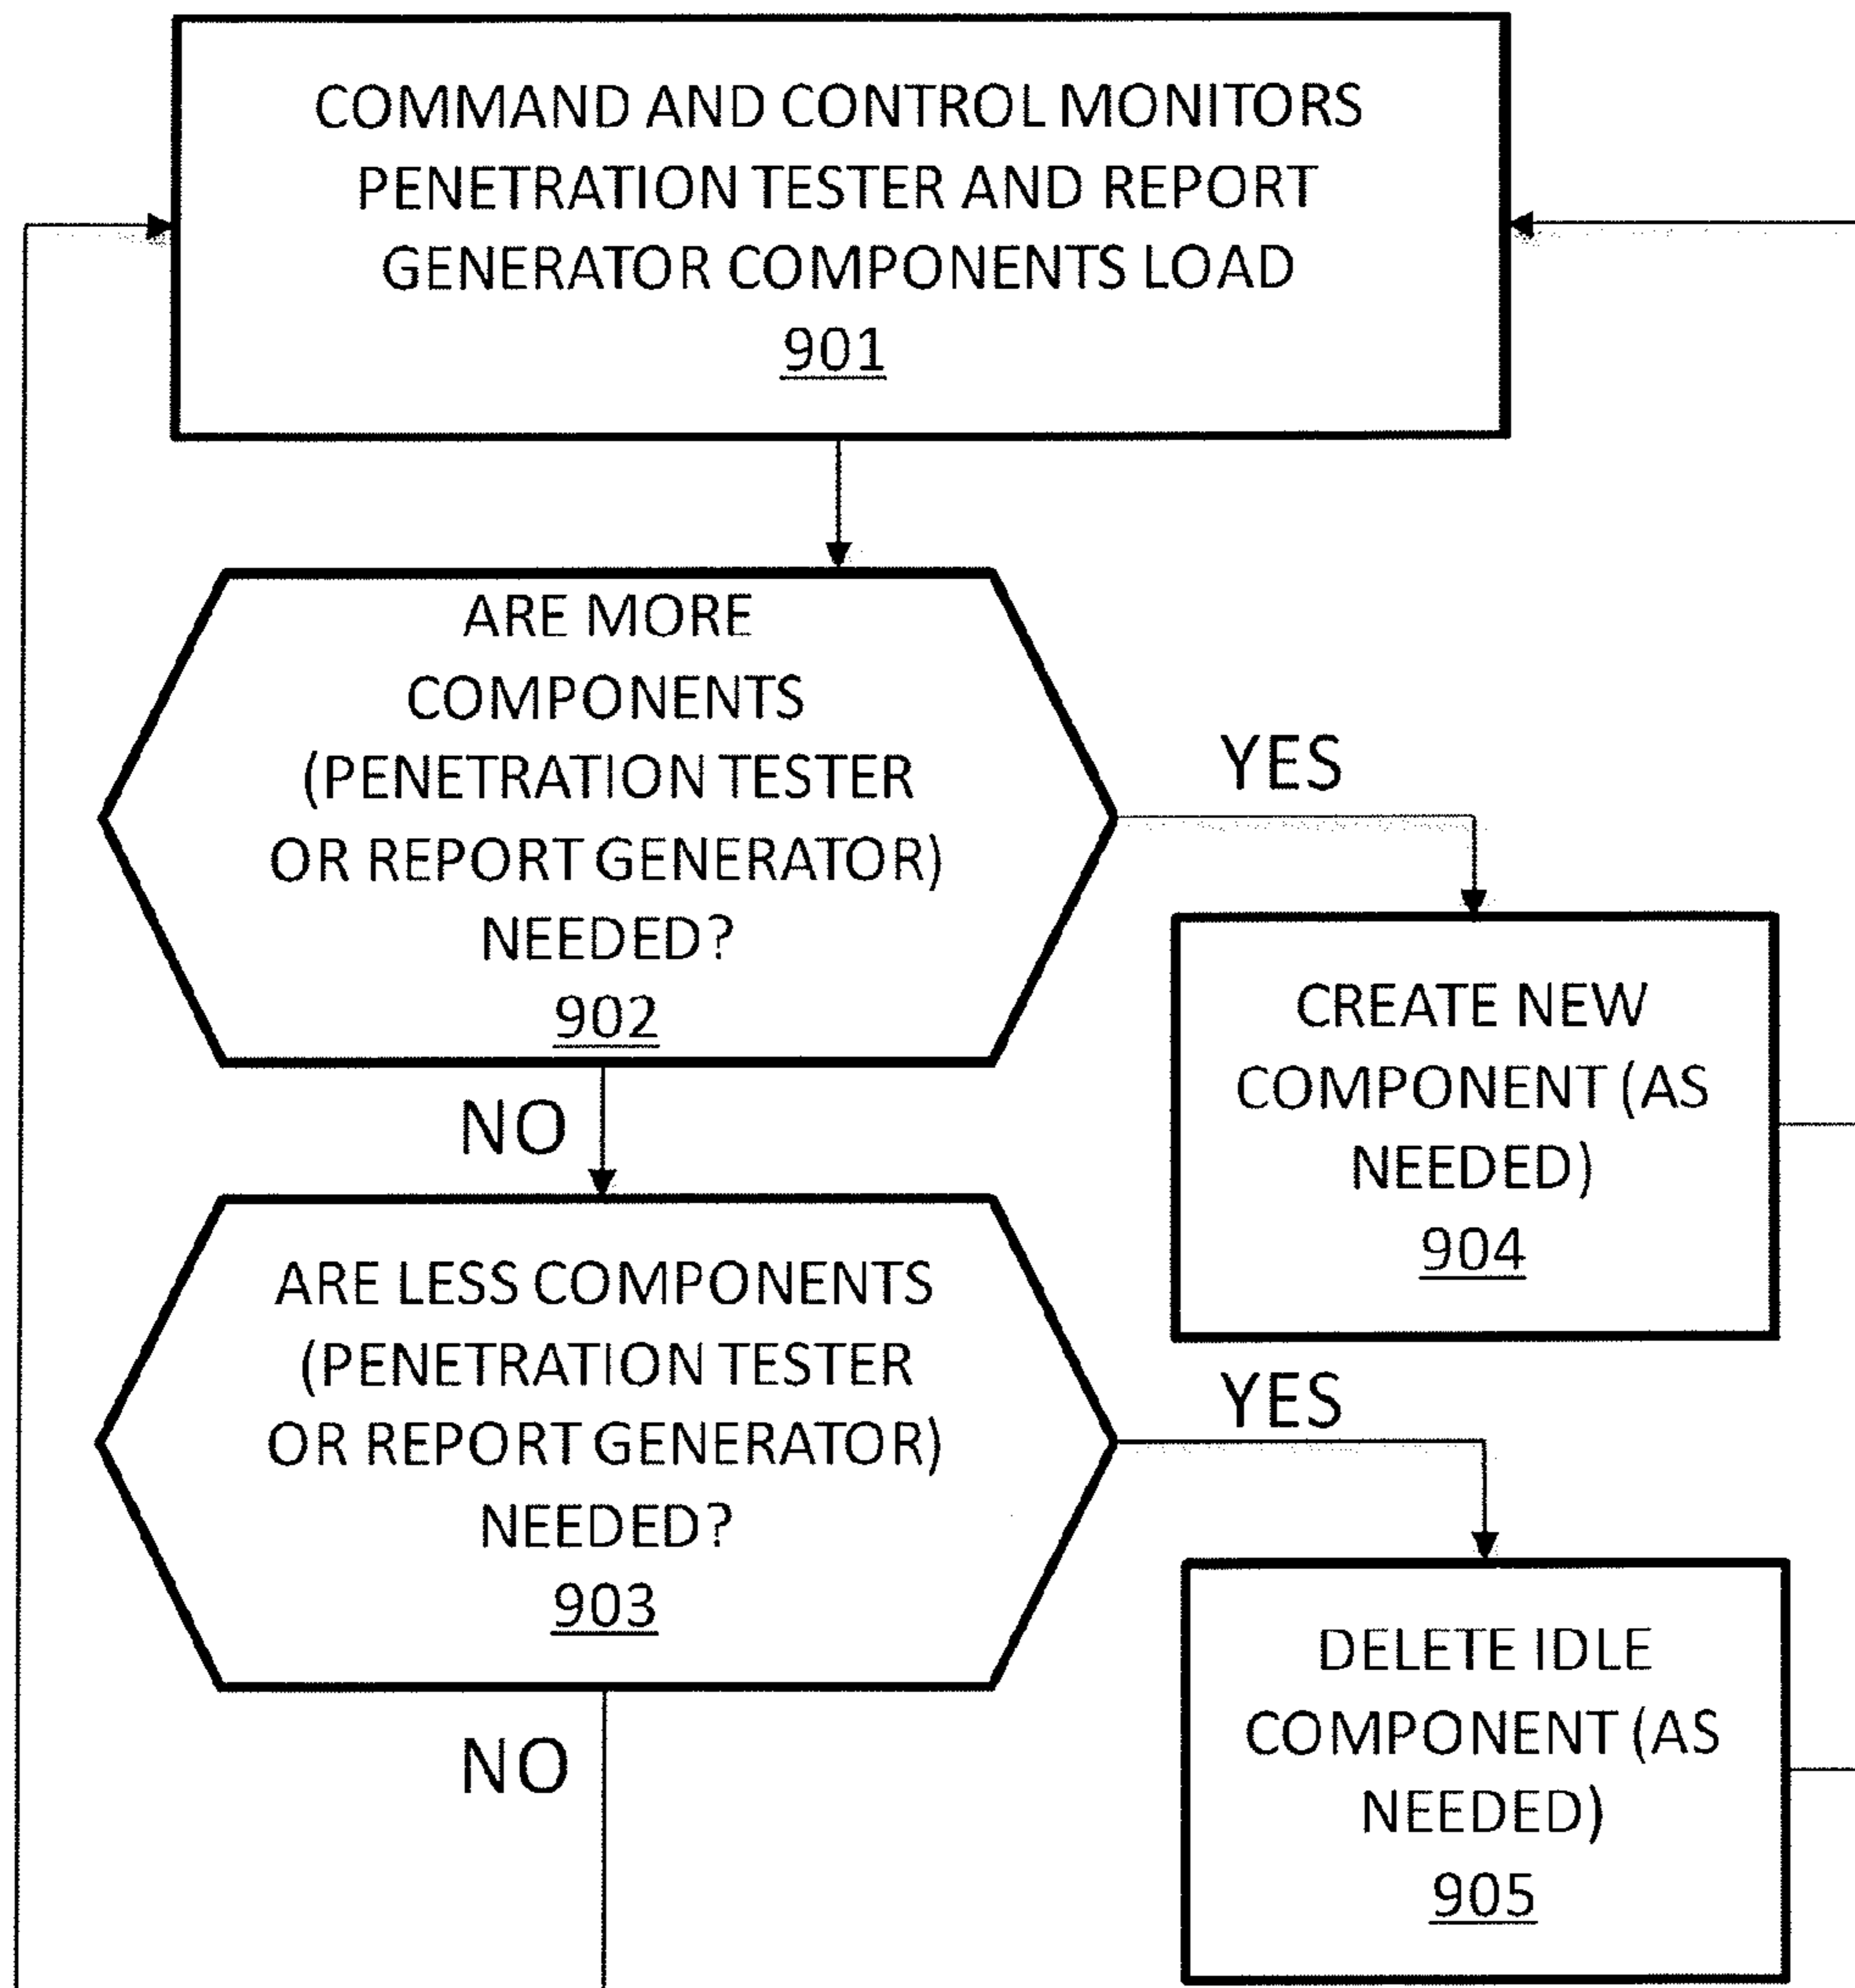 COMMAND AND CONTROL MONITORS
PENETRATION TESTER AND REPORT
GENERATOR COMPONENTS LOAD
901
ARE MORE
COMPONENTS
(PENETRATION TESTER
OR REPORT GENERATOR)
NEEDED?
902
YES
CREATE NEW
COMPONENT (AS
NEEDED)
904
NO
ARE LESS COMPONENTS
(PENETRATION TESTER
OR REPORT GENERATOR)
NEEDED?
903
YES
DELETE IDLE
COMPONENT (AS
NEEDED)
905
NO